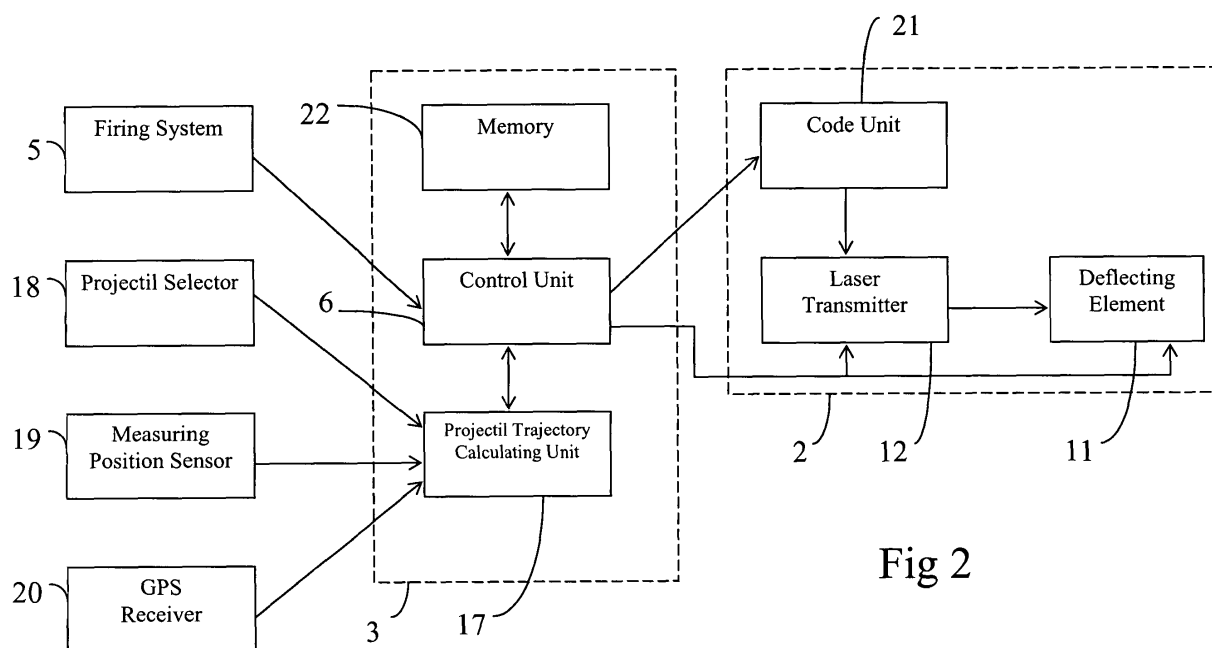 21
Firing System
5
22
Memory
Code Unit
18
Projectil Selector
6
Control Unit
Laser
Transmitter
Deflecting
Element
19
Measuring
Position Sensor
Projectil Trajectory
Calculating Unit
2
12
11
20
GPS
Receiver
3
17
Fig 2